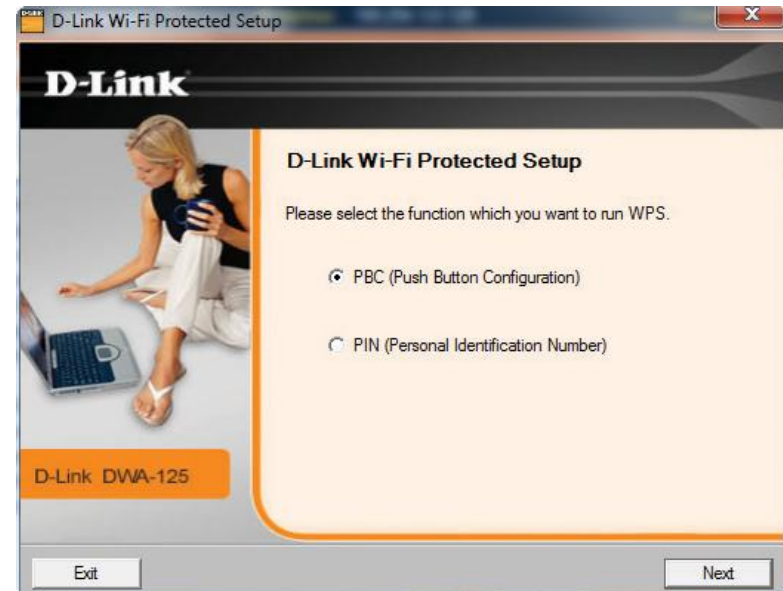 D-Link Wi-Fi Protected Setup
D-Link
D-Link Wi-Fi Protected Setup
Please select the function which you want to run WPS.
PBC (Push Button Configuration)
PIN (Personal Identification Number)
D-Link DWA-125
Exit
Next